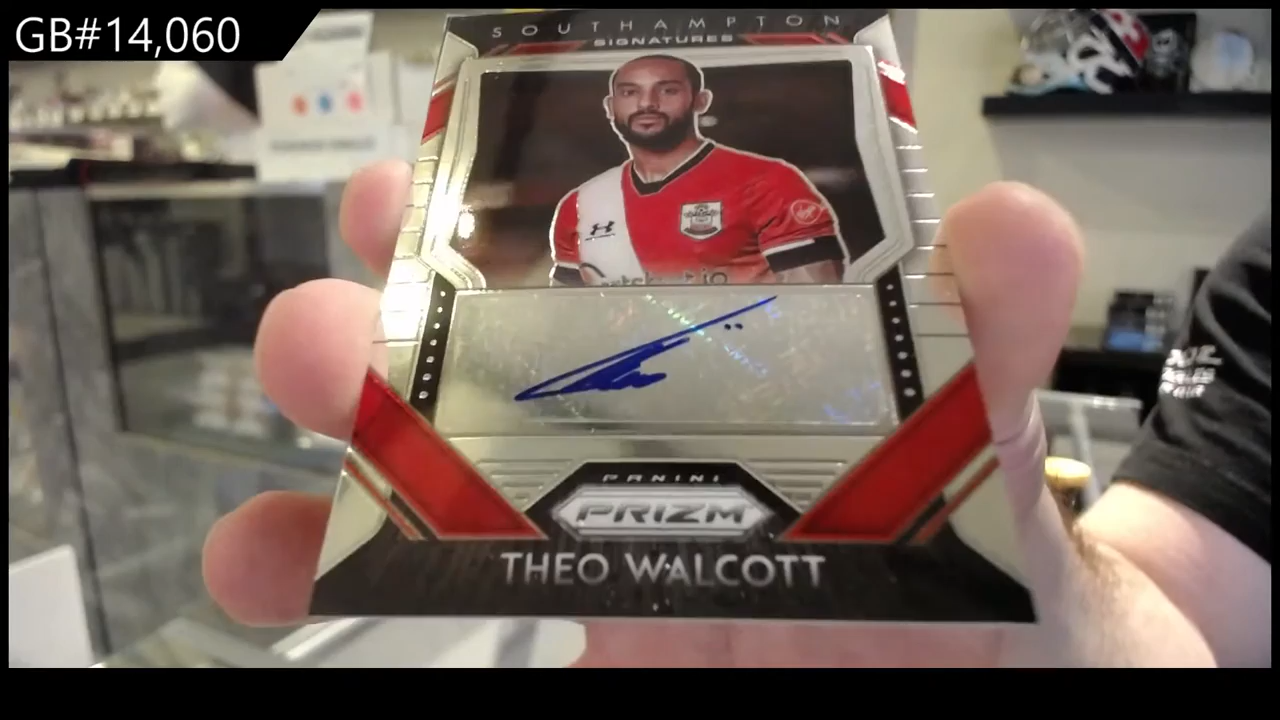 GB#14,060
SOUTHAMPTON
SIGNATURES
PANINI
PRIZM
THEO WALCOTT